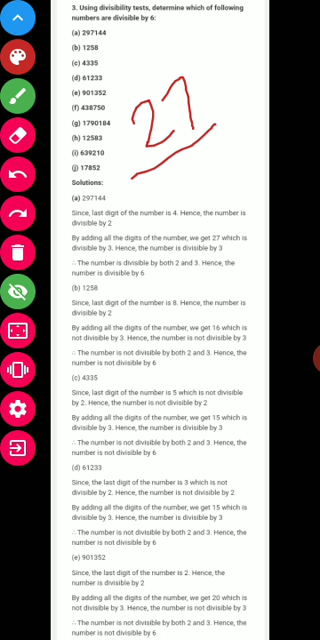 3. Using divisibility tests, determine which of following
numbers are divisible by 6:
(a) 297144
(b) 1258
(c) 4335
(d) 61233
(e) 901352
(f) 438750
(g) 1790184
(h) 12583
(i) 639210
(j) 17852
27
Solutions:
(a) 297144
Since, last digit of the number is 4. Hence, the number is
divisible by 2
By adding all the digits of the number, we get 27 which is
divisible by 3. Hence, the number is divisible by 3
∴ The number is divisible by both 2 and 3. Hence, the
number is divisible by 6
(b) 1258
Since, last digit of the number is 8. Hence, the number is
divisible by 2
By adding all the digits of the number, we get 16 which is
not divisible by 3. Hence, the number is not divisible by 3
∴ The number is not divisible by both 2 and 3. Hence, the
number is not divisible by 6
(c) 4335
Since, last digit of the number is 5 which is not divisible
by 2. Hence, the number is not divisible by 2
By adding all the digits of the number, we get 15 which is
divisible by 3. Hence, the number is divisible by 3
∴ The number is not divisible by both 2 and 3. Hence, the
number is not divisible by 6
(d) 61233
Since, the last digit of the number is 3 which is not
divisible by 2. Hence, the number is not divisible by 2
By adding all the digits of the number, we get 15 which is
divisible by 3. Hence, the number is divisible by 3
∴ The number is not divisible by both 2 and 3. Hence, the
number is not divisible by 6
(e) 901352
Since, the last digit of the number is 2. Hence, the
number is divisible by 2
By adding all the digits of the number, we get 20 which is
not divisible by 3. Hence, the number is not divisible by 3
∴ The number is not divisible by both 2 and 3. Hence, the
number is not divisible by 6